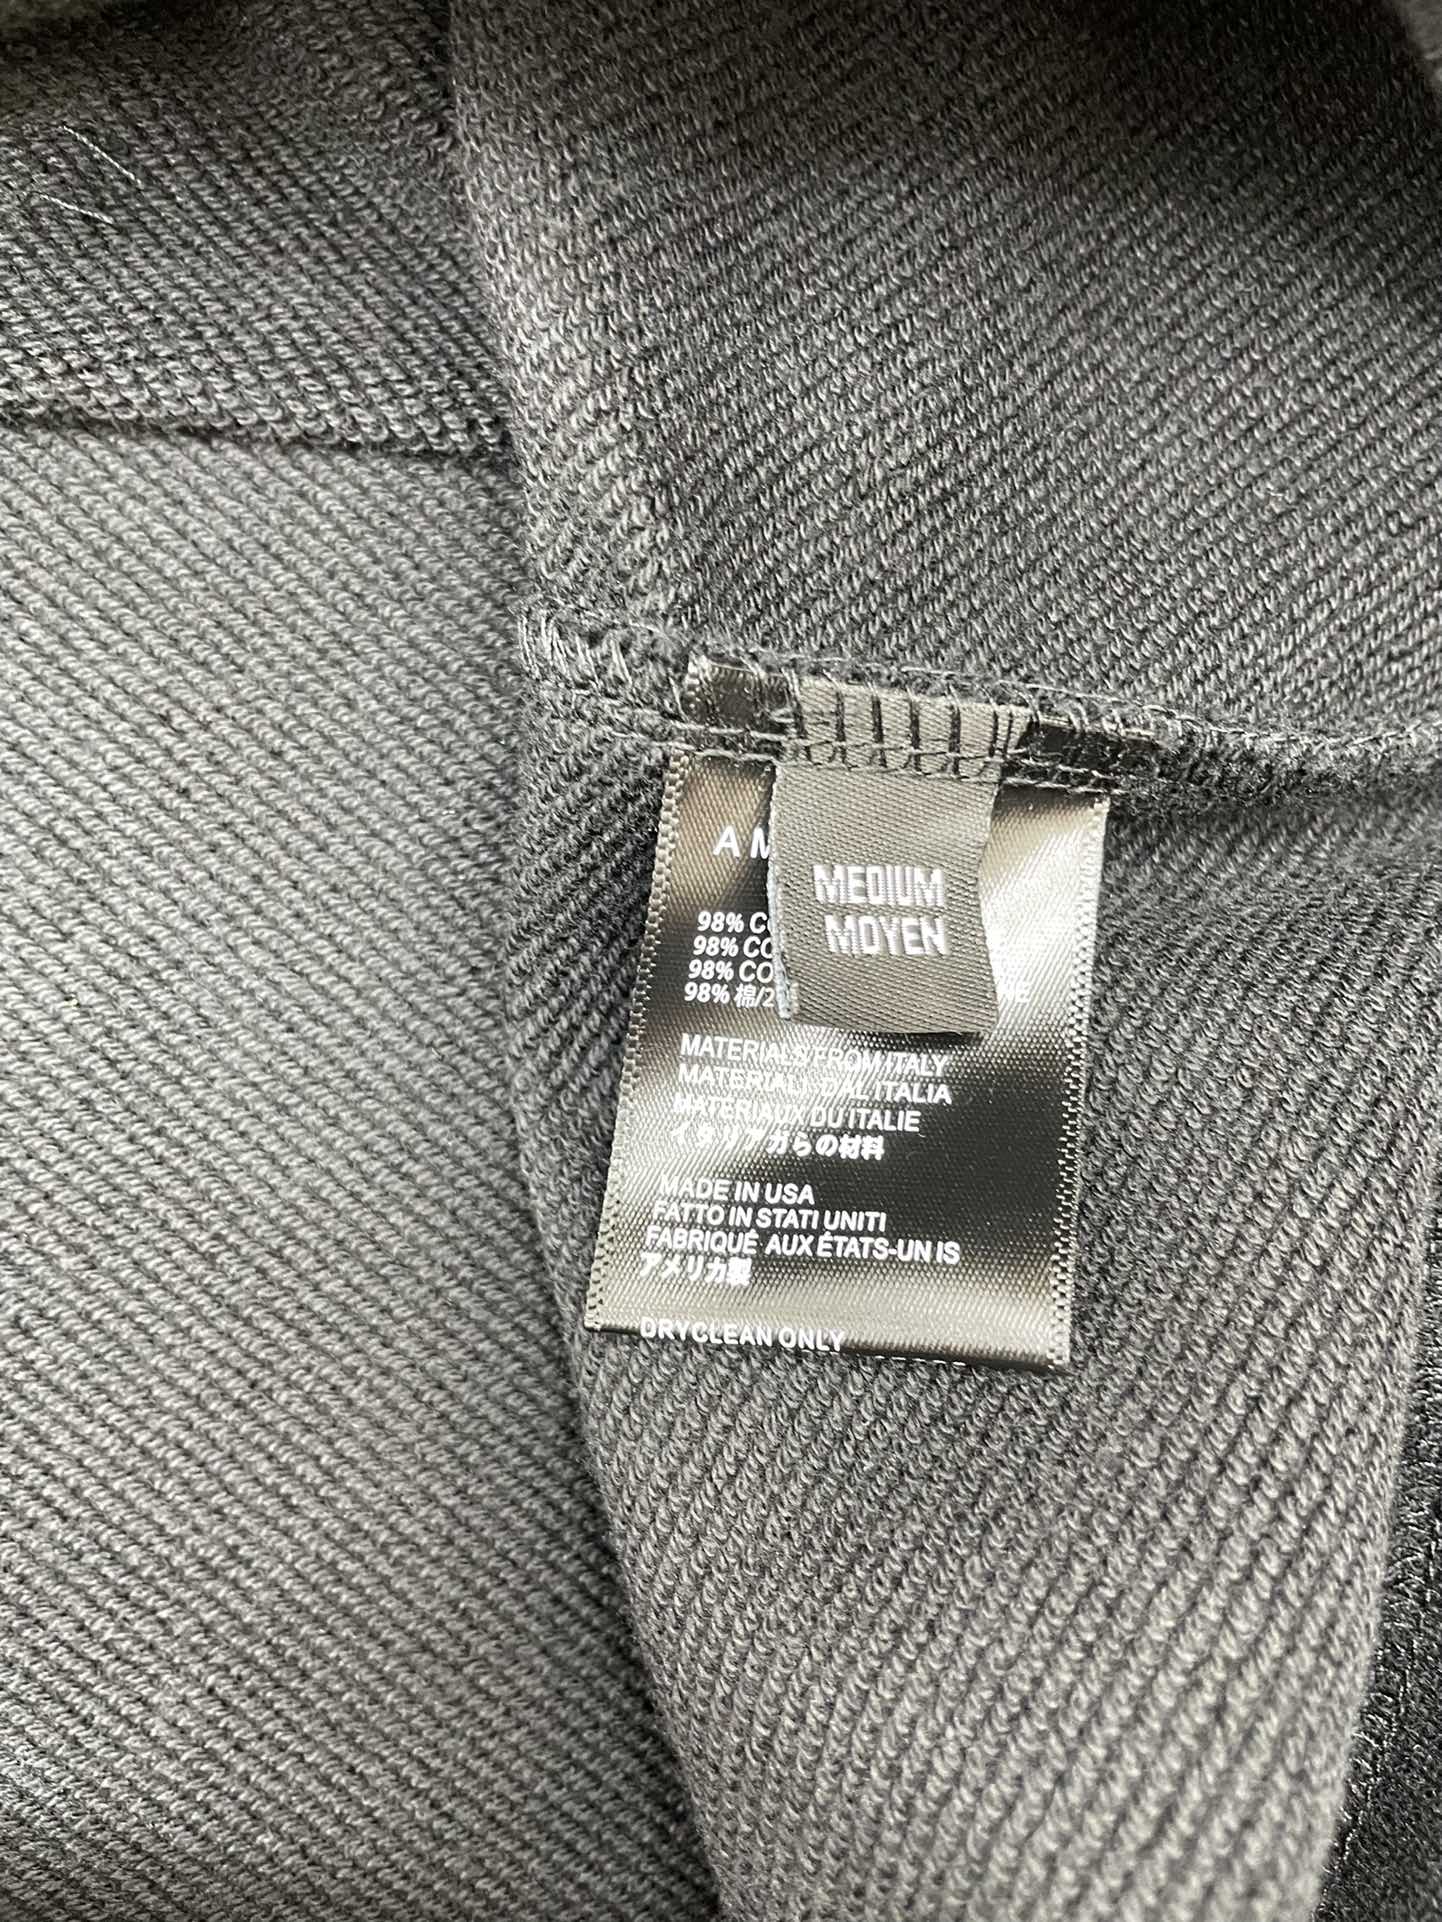 MEDIUM
MOYEN
A M
98% CO
98% CO
98% CO
98% 棉/2
MATERIALS FROM ITALY
MATERIALI DAL ITALIA
MATERIAUX DU ITALIE
イタリアからの材料
MADE IN USA
FATTO IN STATI UNITI
FABRIQUÉ AUX ÉTATS-UN IS
アメリカ製
DRYCLEAN ONLY